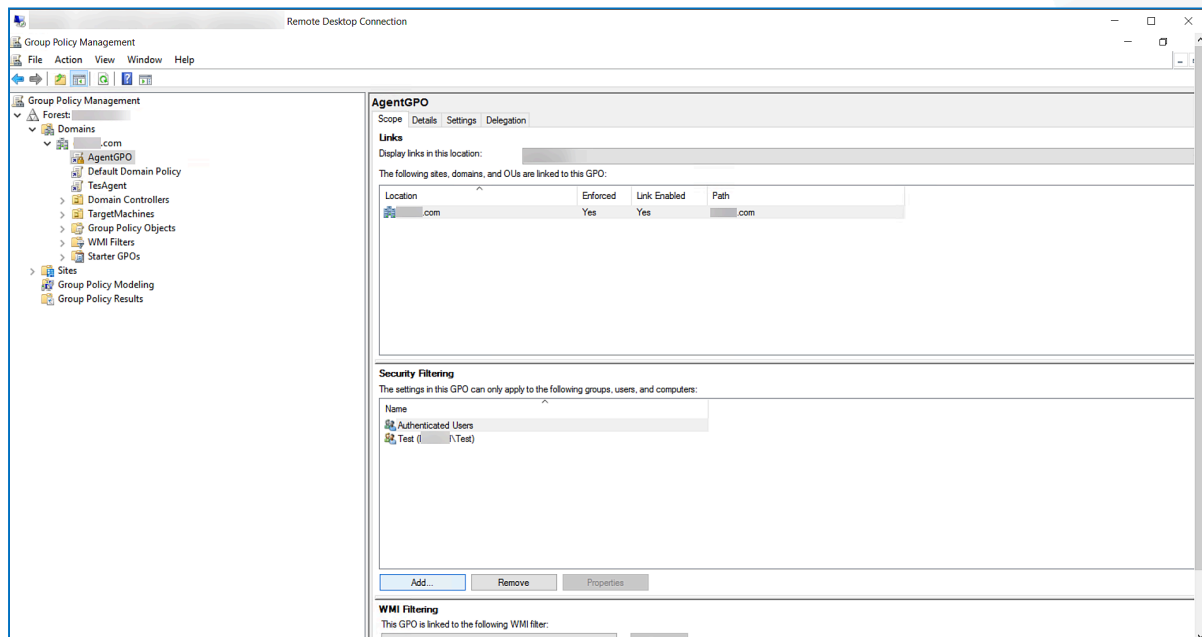 Remote Desktop Connection
Group Policy Management
File Action View Window Help
Group Policy Management
Forest:
Domains
.com
AgentGPO
Default Domain Policy
TesAgent
Domain Controllers
TargetMachines
Group Policy Objects
WMI Filters
Starter GPOs
Sites
Group Policy Modeling
Group Policy Results
AgentGPO
Scope Details Settings Delegation
Links
Display links in this location:
The following sites, domains, and OUs are linked to this GPO:
Location Enforced Link Enabled Path
.com Yes Yes .com
Security Filtering
The settings in this GPO can only apply to the following groups, users, and computers:
Name
Authenticated Users
Test ( \Test)
Add... Remove Properties
WMI Filtering
This GPO is linked to the following WMI filter: